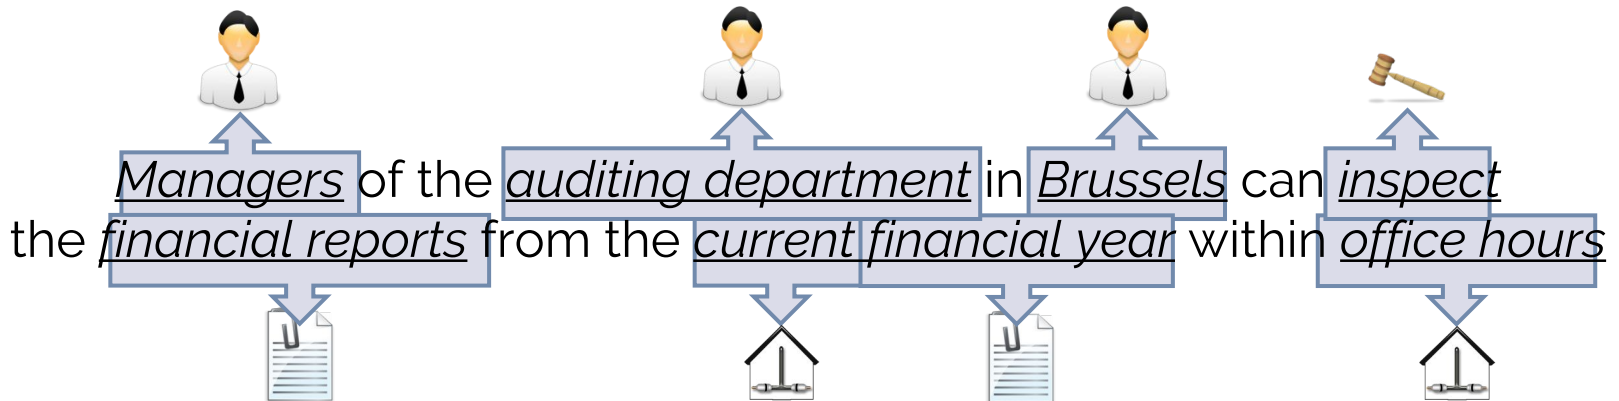 Managers of the auditing department in Brussels can inspect
the financial reports from the current financial year within office hours